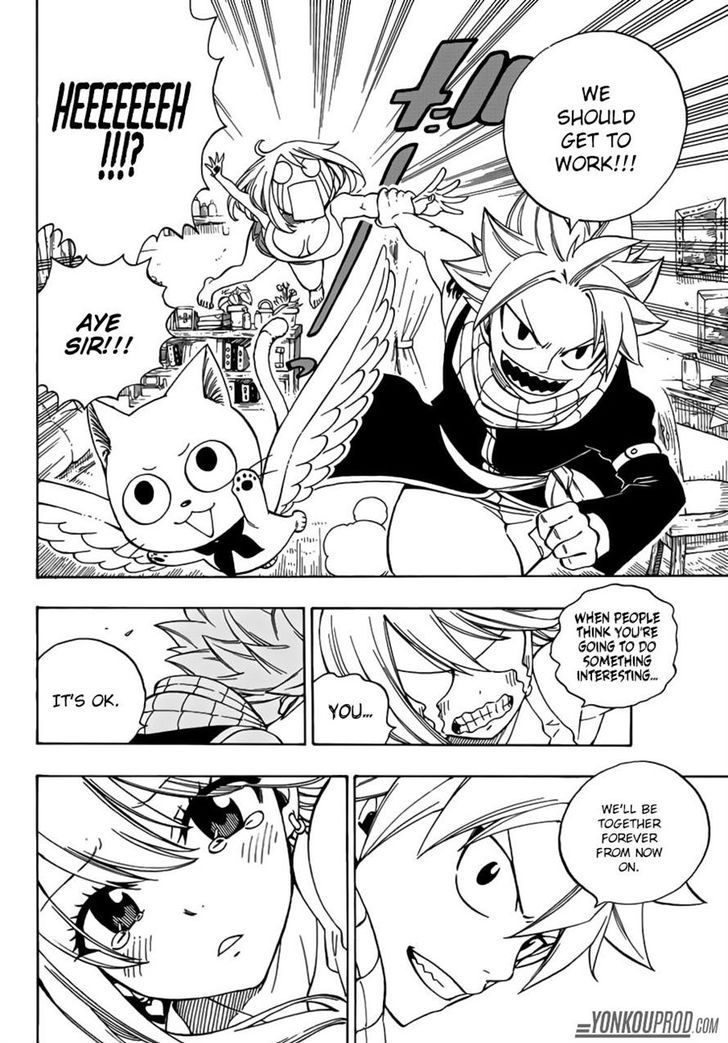 WE
SHOULD
GET TO
WORK!!!
HEEEEEEEH
!!!?
AYE
SIR!!!
WHEN PEOPLE
THINK YOU'RE
GOING TO DO
SOMETHING
INTERESTING...
YOU...
IT'S OK.
WE'LL BE
TOGETHER
FOREVER
FROM NOW
ON.
=YONKOUPROD.COM